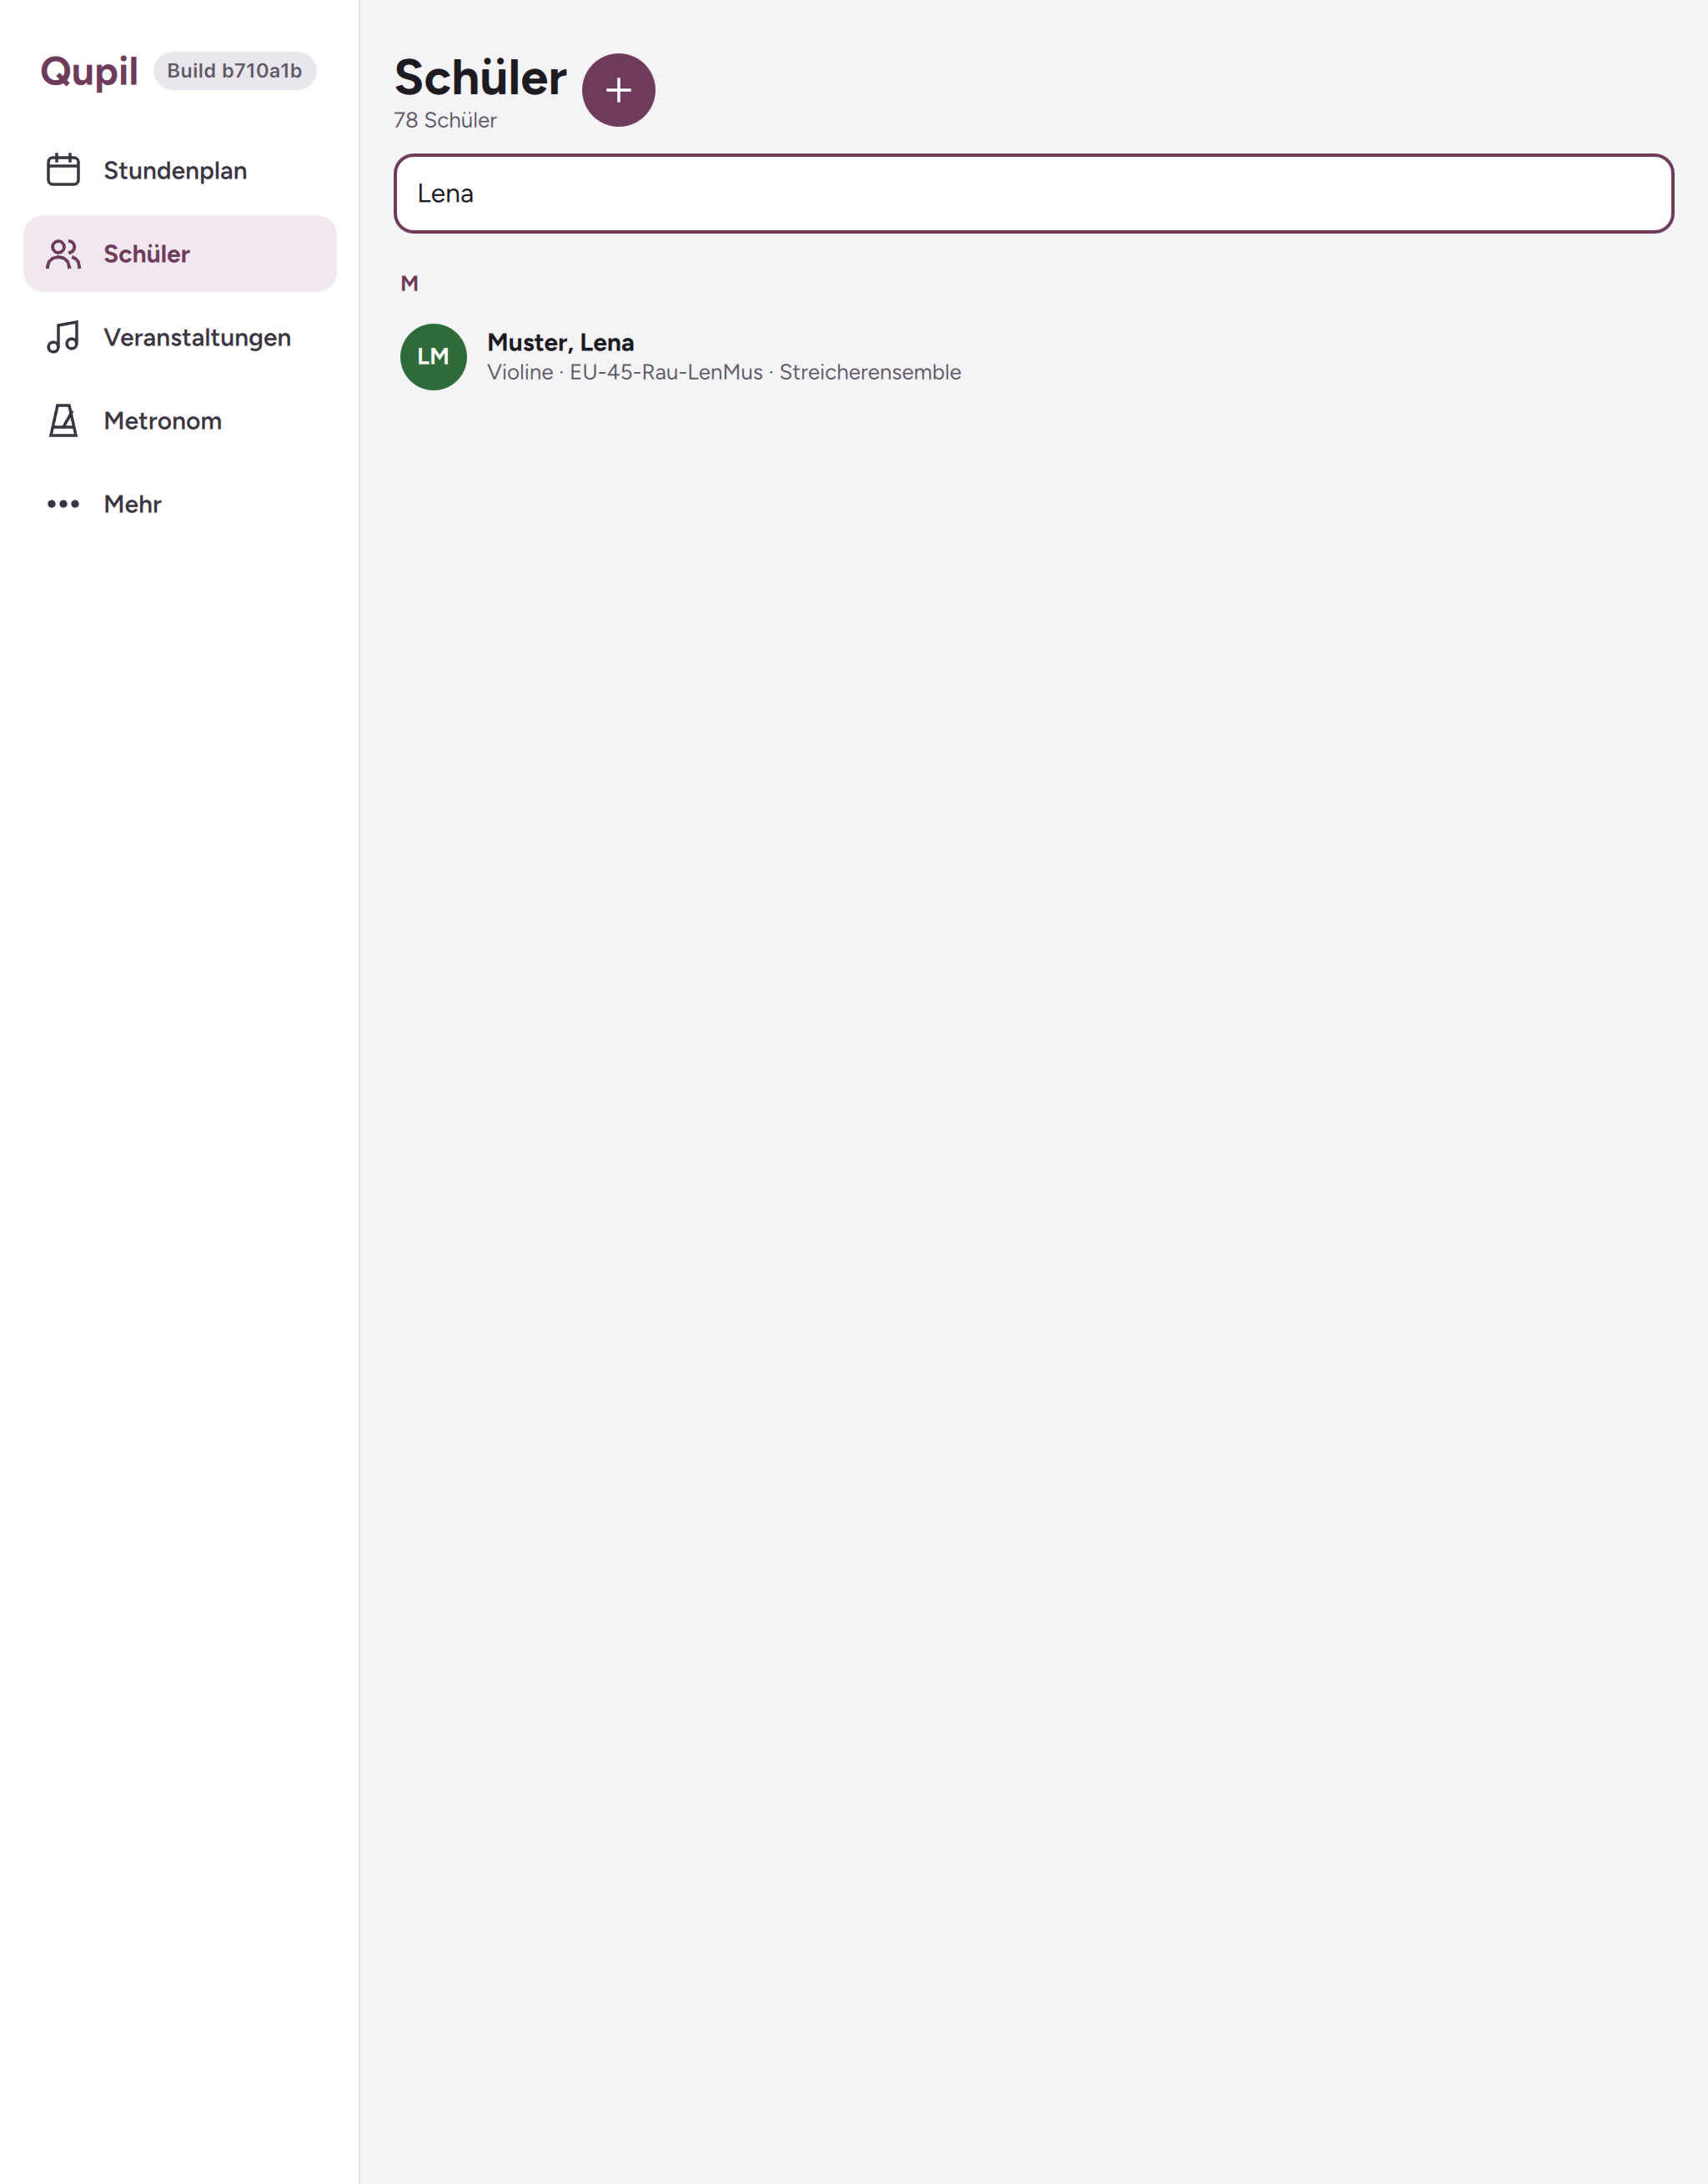 Qupil
Build b710a1b
Stundenplan
Schüler
Veranstaltungen
Metronom
Mehr
Schüler
78 Schüler
Lena
M
LM
Muster, Lena
Violine · EU-45-Rau-LenMus · Streicherensemble